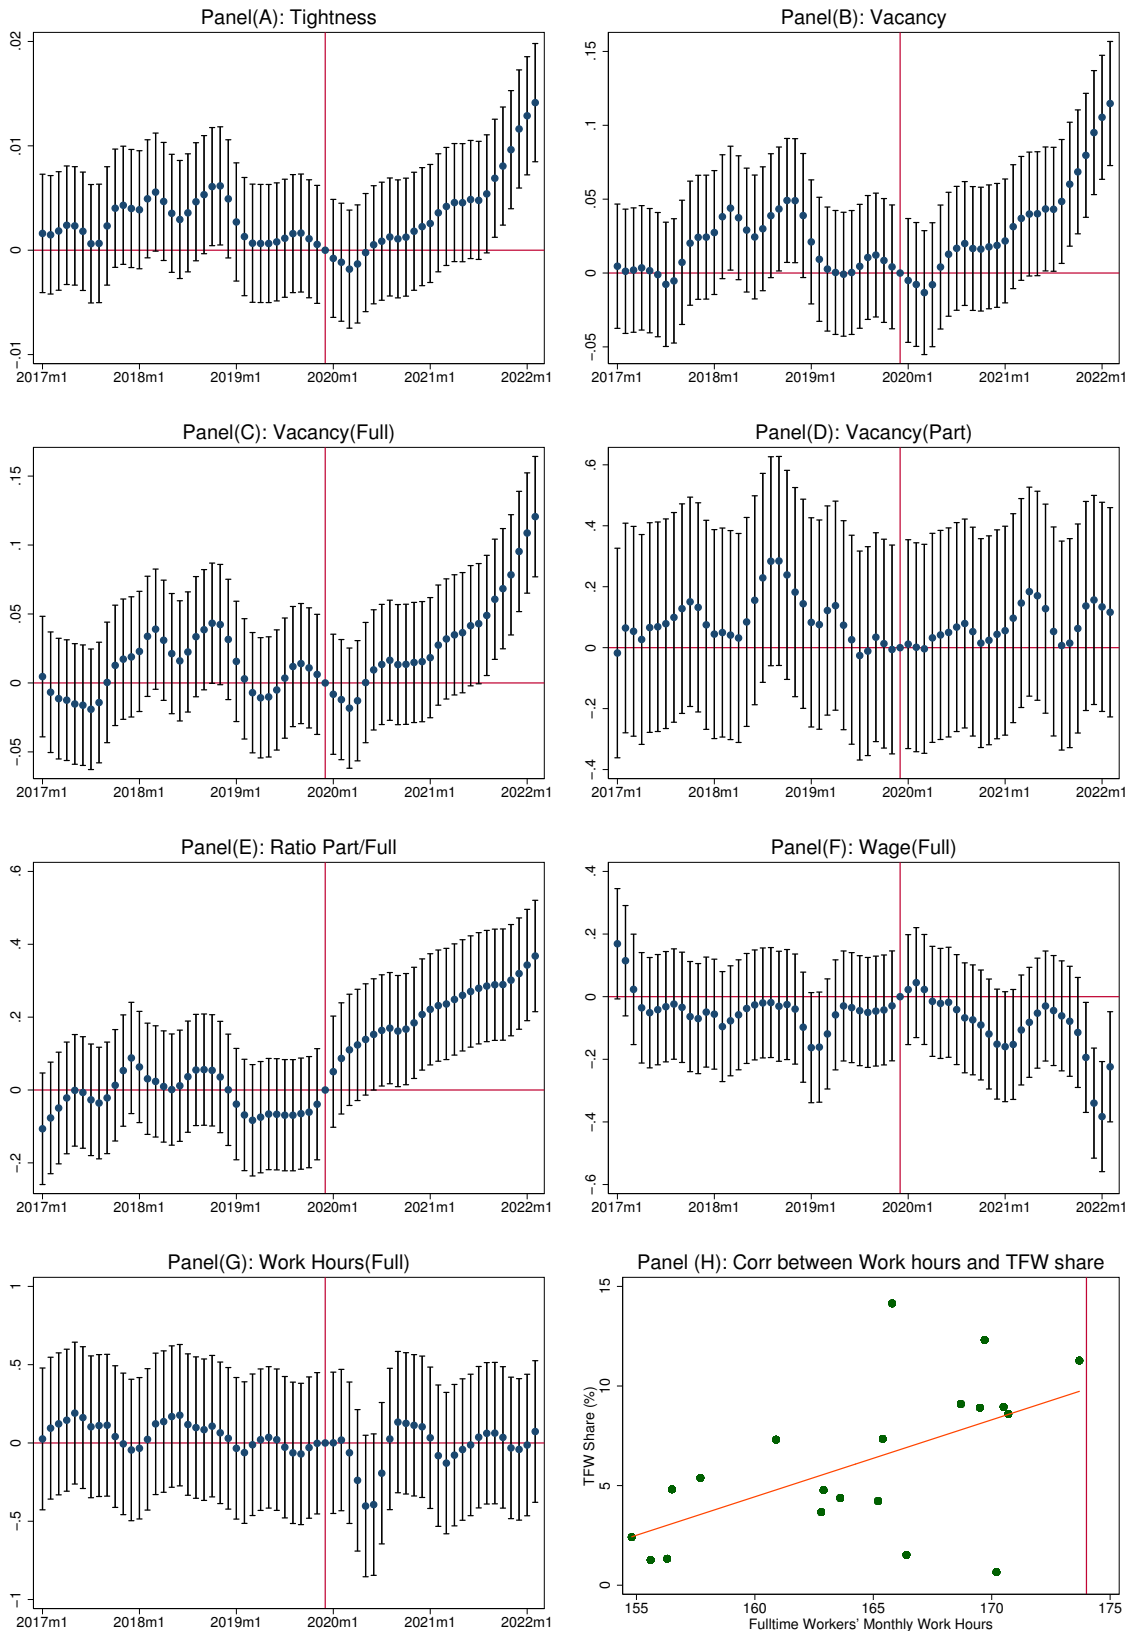 Panel(A): Tightness
.02
.01
0
-.01
2017m1 2018m1 2019m1 2020m1 2021m1 2022m1
Panel(B): Vacancy
.15
.1
.05
0
-.05
2017m1 2018m1 2019m1 2020m1 2021m1 2022m1
Panel(C): Vacancy(Full)
.15
.1
.05
0
-.05
2017m1 2018m1 2019m1 2020m1 2021m1 2022m1
Panel(D): Vacancy(Part)
.6
.4
.2
0
-.2
-.4
2017m1 2018m1 2019m1 2020m1 2021m1 2022m1
Panel(E): Ratio Part/Full
.6
.4
.2
0
-.2
2017m1 2018m1 2019m1 2020m1 2021m1 2022m1
Panel(F): Wage(Full)
.4
.2
0
-.2
-.4
-.6
2017m1 2018m1 2019m1 2020m1 2021m1 2022m1
Panel(G): Work Hours(Full)
1
.5
0
-.5
-1
2017m1 2018m1 2019m1 2020m1 2021m1 2022m1
Panel (H): Corr between Work hours and TFW share
TFW Share (%)
15
10
5
0
155 160 165 170 175
Fulltime Workers' Monthly Work Hours